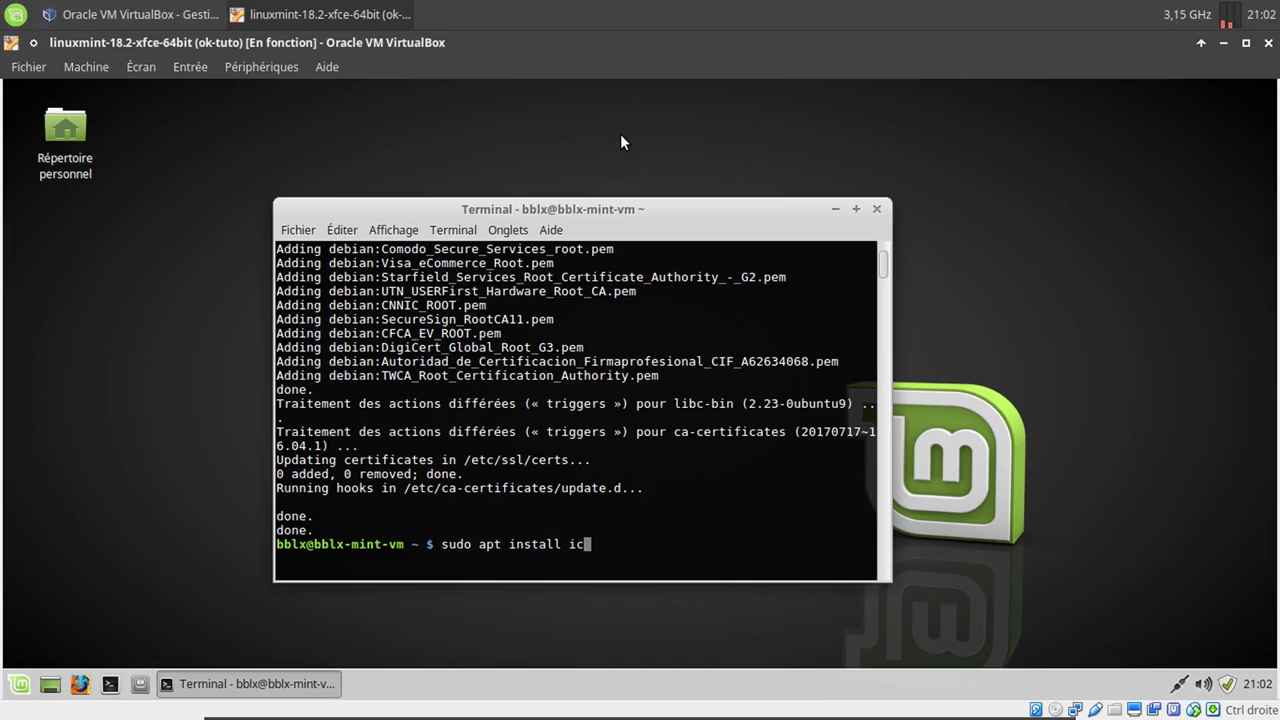 Oracle VM VirtualBox - Gesti...
linuxmint-18.2-xfce-64bit (ok-...
3,15 GHz
21:02
linuxmint-18.2-xfce-64bit (ok-tuto) [En fonction] - Oracle VM VirtualBox
Fichier Machine Écran Entrée Périphériques Aide
Répertoire
personnel
Terminal - bblx@bblx-mint-vm ~
Fichier Éditer Affichage Terminal Onglets Aide
Adding debian:Comodo_Secure_Services_root.pem
Adding debian:Visa_eCommerce_Root.pem
Adding debian:Starfield_Services_Root_Certificate_Authority_-_G2.pem
Adding debian:UTN_USERFirst_Hardware_Root_CA.pem
Adding debian:CNNIC_ROOT.pem
Adding debian:SecureSign_RootCA11.pem
Adding debian:CFCA_EV_ROOT.pem
Adding debian:DigiCert_Global_Root_G3.pem
Adding debian:Autoridad_de_Certificacion_Firmaprofesional_CIF_A62634068.pem
Adding debian:TWCA_Root_Certification_Authority.pem
done.
Traitement des actions différées (« triggers ») pour libc-bin (2.23-0ubuntu9) ..
.
Traitement des actions différées (« triggers ») pour ca-certificates (20170717~1
6.04.1) ...
Updating certificates in /etc/ssl/certs...
0 added, 0 removed; done.
Running hooks in /etc/ca-certificates/update.d...
done.
done.
bblx@bblx-mint-vm ~ $ sudo apt install ic
Terminal - bblx@bblx-mint-v...
21:02
Ctrl droite